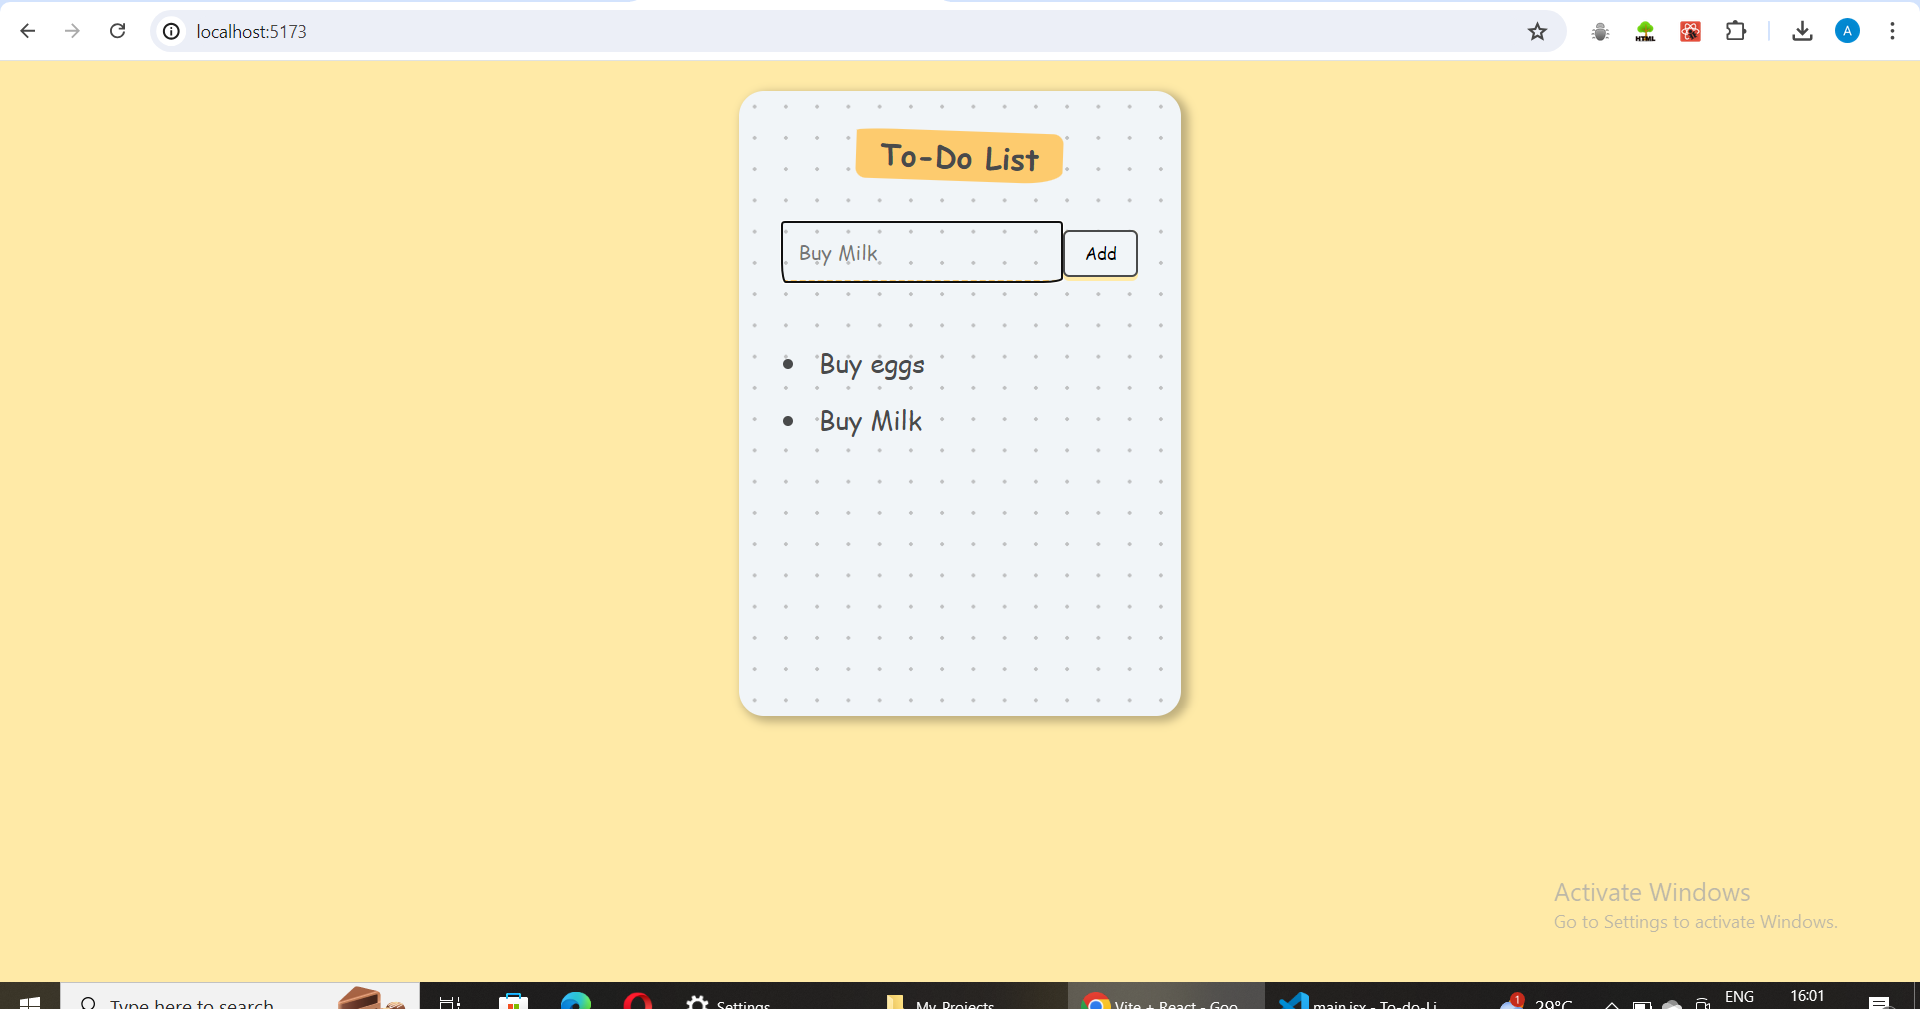 localhost:5173
HTML
A
To-Do List
Buy Milk
Add
Buy eggs
Buy Milk
Activate Windows
Go to Settings to activate Windows.
Type here to search
Settings
My Projects
Vite + React - Goo
main.jsx - To-do-Li
1
29°C
ENG
16:01